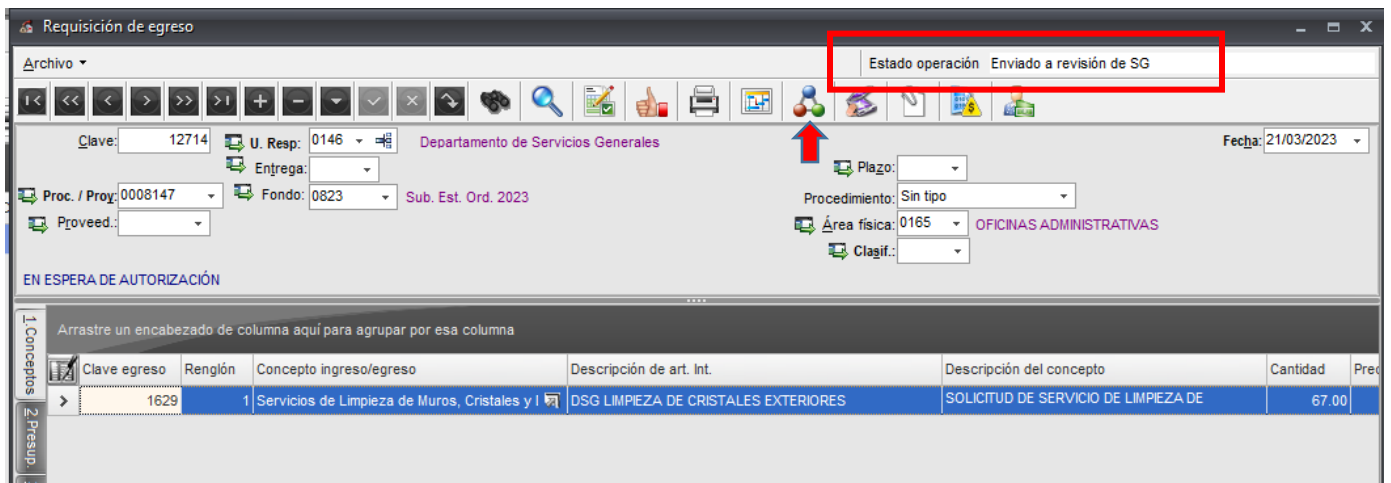 Requisición de egreso
Archivo
Estado operación Enviado a revisión de SG
Clave: 12714 U. Resp: 0146 Departamento de Servicios Generales Fecha: 21/03/2023
Entrega: Plazo:
Proc. / Proy: 0008147 Fondo: 0823 Sub. Est. Ord. 2023 Procedimiento: Sin tipo
Proveed.: Área física: 0165 OFICINAS ADMINISTRATIVAS
Clasif.:
EN ESPERA DE AUTORIZACIÓN
1.Conceptos
2.Presup.
Arrastre un encabezado de columna aquí para agrupar por esa columna
Clave egreso Renglón Concepto ingreso/egreso Descripción de art. Int. Descripción del concepto Cantidad Prec
1629 1 Servicios de Limpieza de Muros, Cristales y DSG LIMPIEZA DE CRISTALES EXTERIORES SOLICITUD DE SERVICIO DE LIMPIEZA DE 67.00